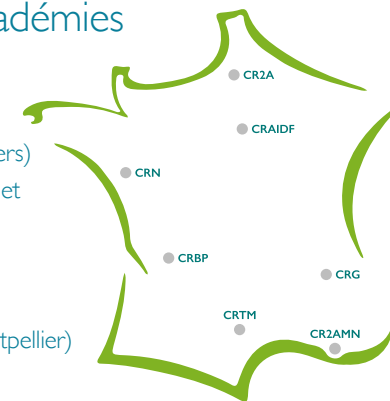 adémies
CR2A
CRAIDF
ers)
CRN
et
CRBP
CRG
CRTM
CR2AMN
tpellier)